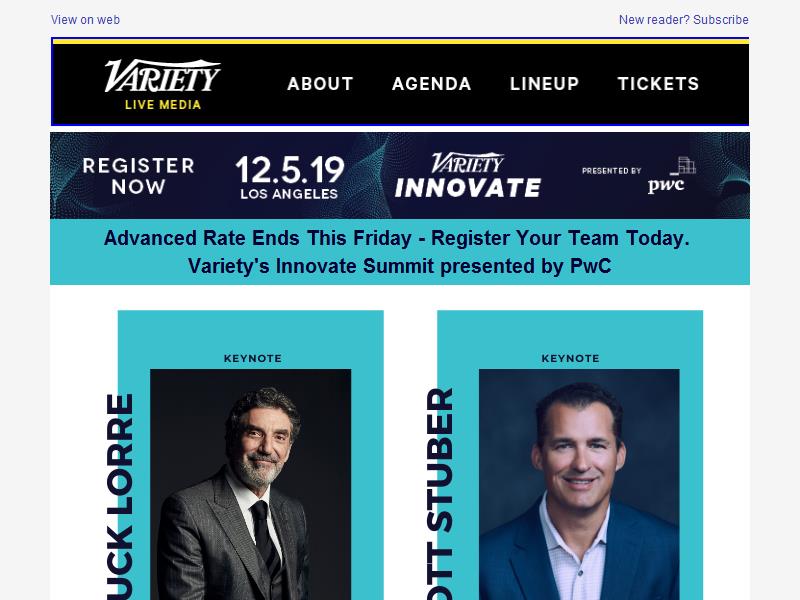 View on web
New reader? Subscribe
VARIETY
LIVE MEDIA
ABOUT
AGENDA
LINEUP
TICKETS
REGISTER
NOW
12.5.19
LOS ANGELES
VARIETY
INNOVATE
PRESENTED BY
pwc
Advanced Rate Ends This Friday - Register Your Team Today.
Variety's Innovate Summit presented by PwC
KEYNOTE
UCK LORRE
KEYNOTE
OTT STUBER